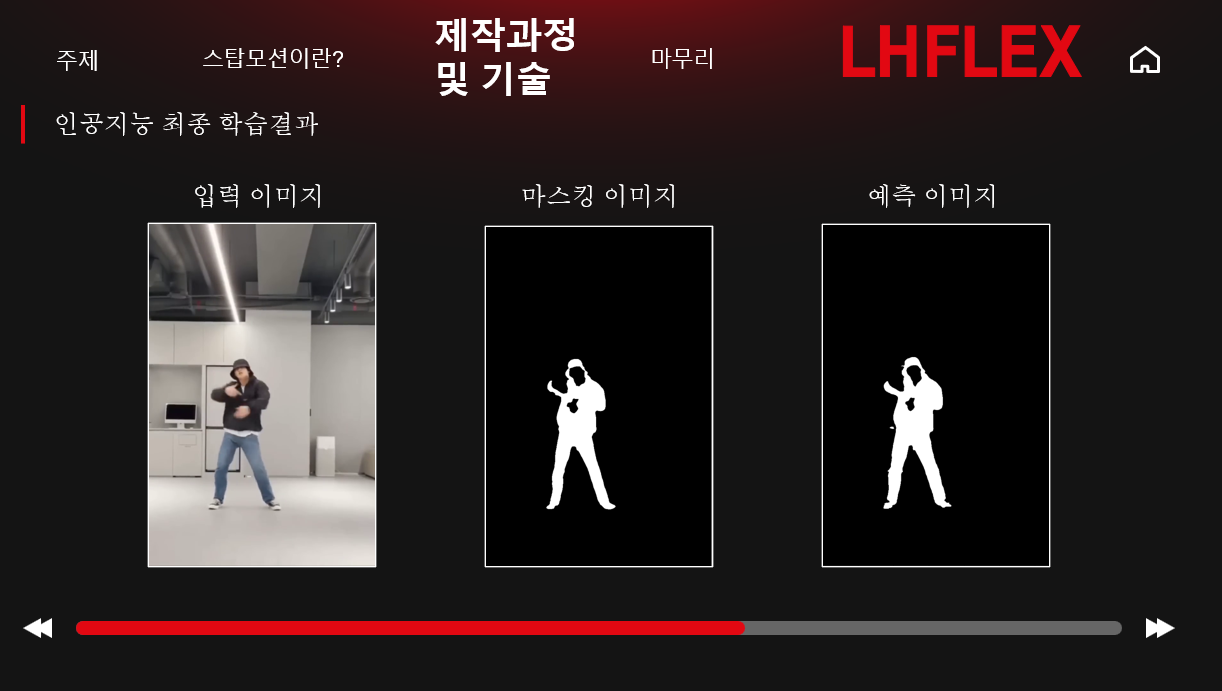 주제
스탑모션이란?
제작과정
및 기술
마무리
LHFLEX
인공지능 최종 학습결과
입력 이미지
마스킹 이미지
예측 이미지